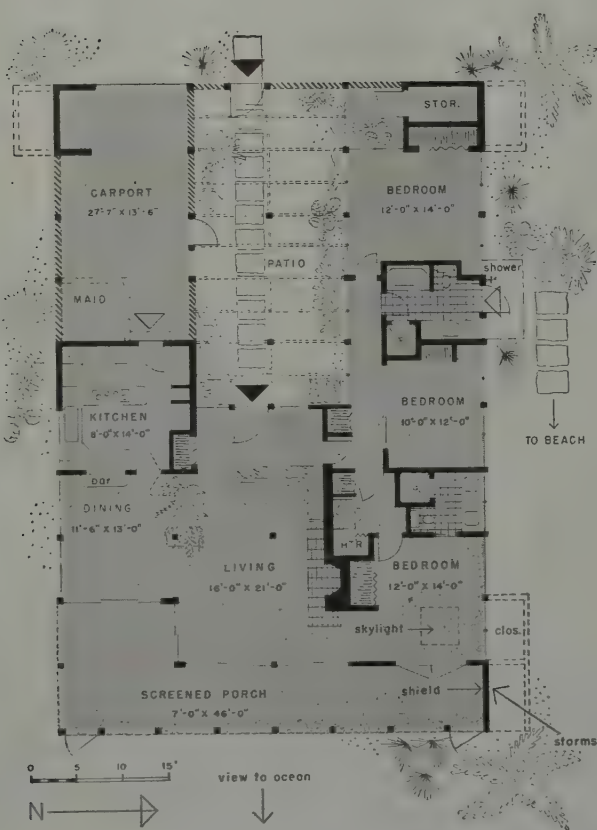 STOR.
CARPORT
27'-7" X 13'-6"
BEDROOM
12'-0" X 14'-0"
PATIO
shower
MAID
KITCHEN
8'-0" X 14'-0"
BEDROOM
10'-0" X 12'-0"
TO BEACH
bar
DINING
11'-6" X 13'-0"
LIVING
16'-0" X 21'-0"
HTR
BEDROOM
12'-0" X 14'-0"
skylight
clos.
shield
SCREENED PORCH
7'-0" X 46'-0"
storms
0 5 10 15'
view to ocean
N